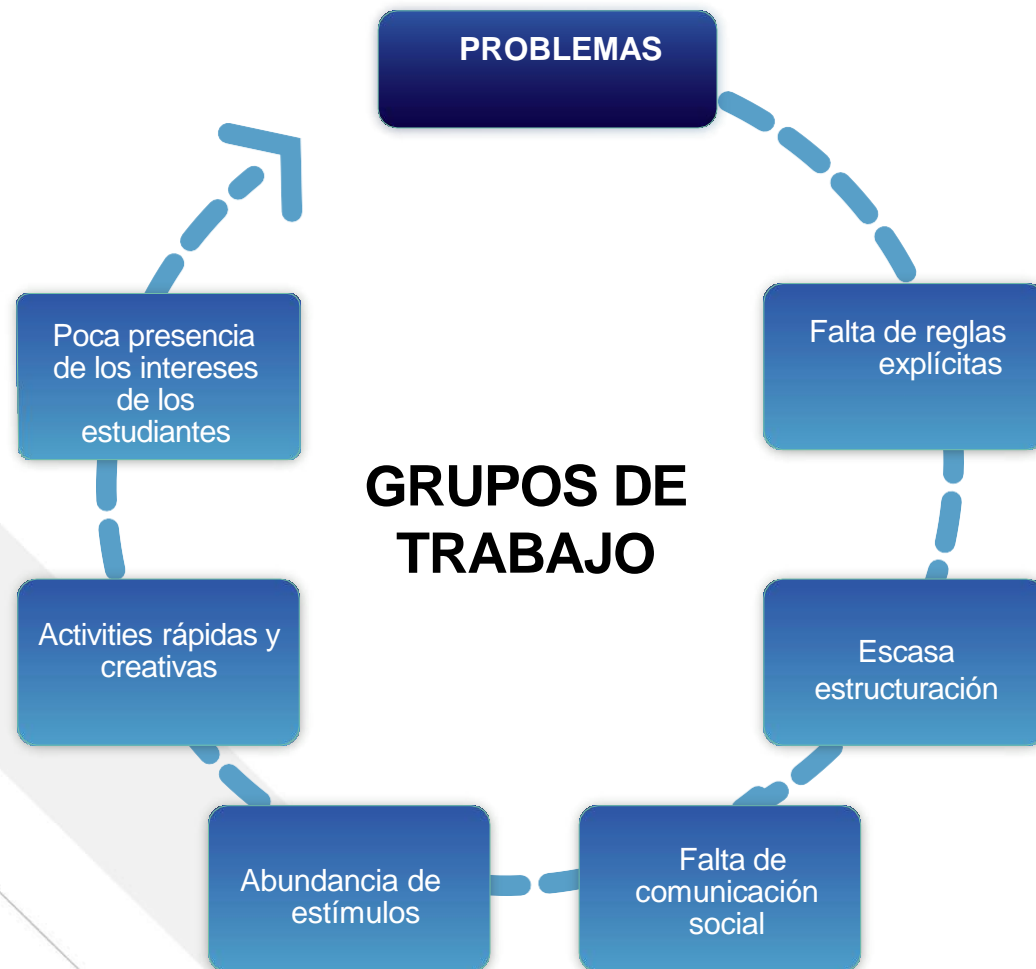 PROBLEMAS
Falta de reglas
explícitas
Escasa
estructuración
Falta de
comunicación
social
Abundancia de
estímulos
Activities rápidas y
creativas
Poca presencia
de los intereses
de los
estudiantes
GRUPOS DE
TRABAJO